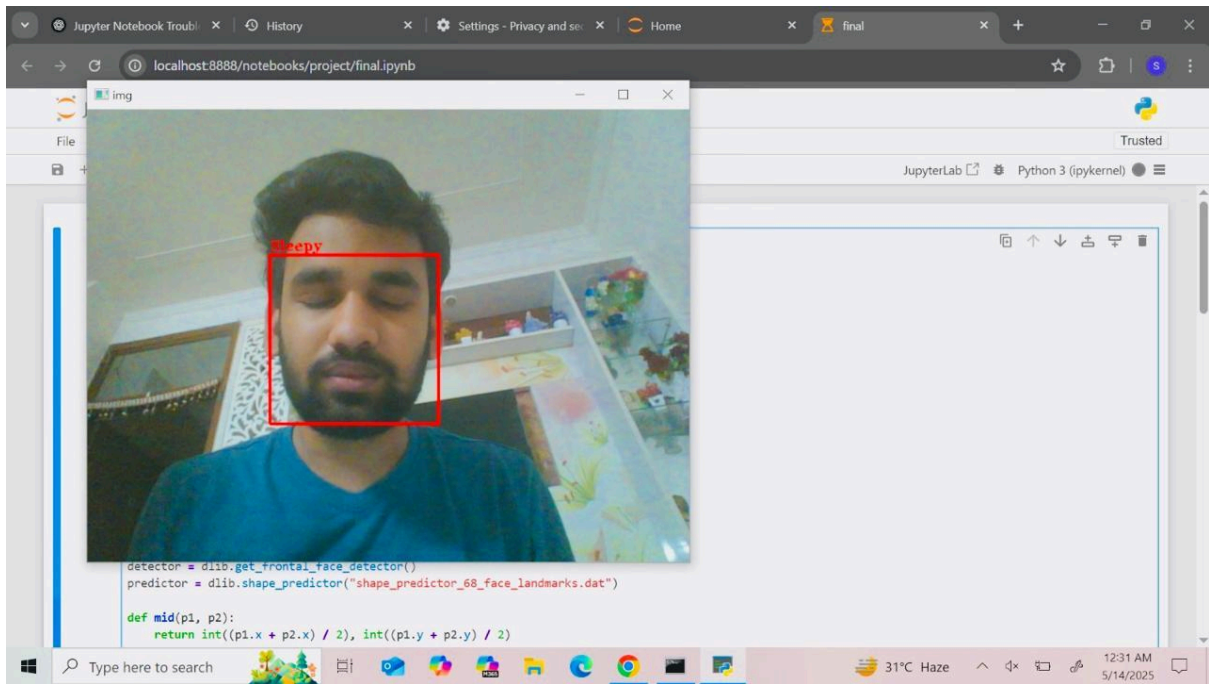 Jupyter Notebook Troubl
History
Settings - Privacy and sec
Home
final
localhost:8888/notebooks/project/final.ipynb
S
img
File
Trusted
JupyterLab
Python 3 (ipykernel)
Sleepy
detector = dlib.get_frontal_face_detector()
predictor = dlib.shape_predictor("shape_predictor_68_face_landmarks.dat")
def mid(p1, p2):
return int((p1.x + p2.x) / 2), int((p1.y + p2.y) / 2)
Type here to search
31°C Haze
12:31 AM
5/14/2025